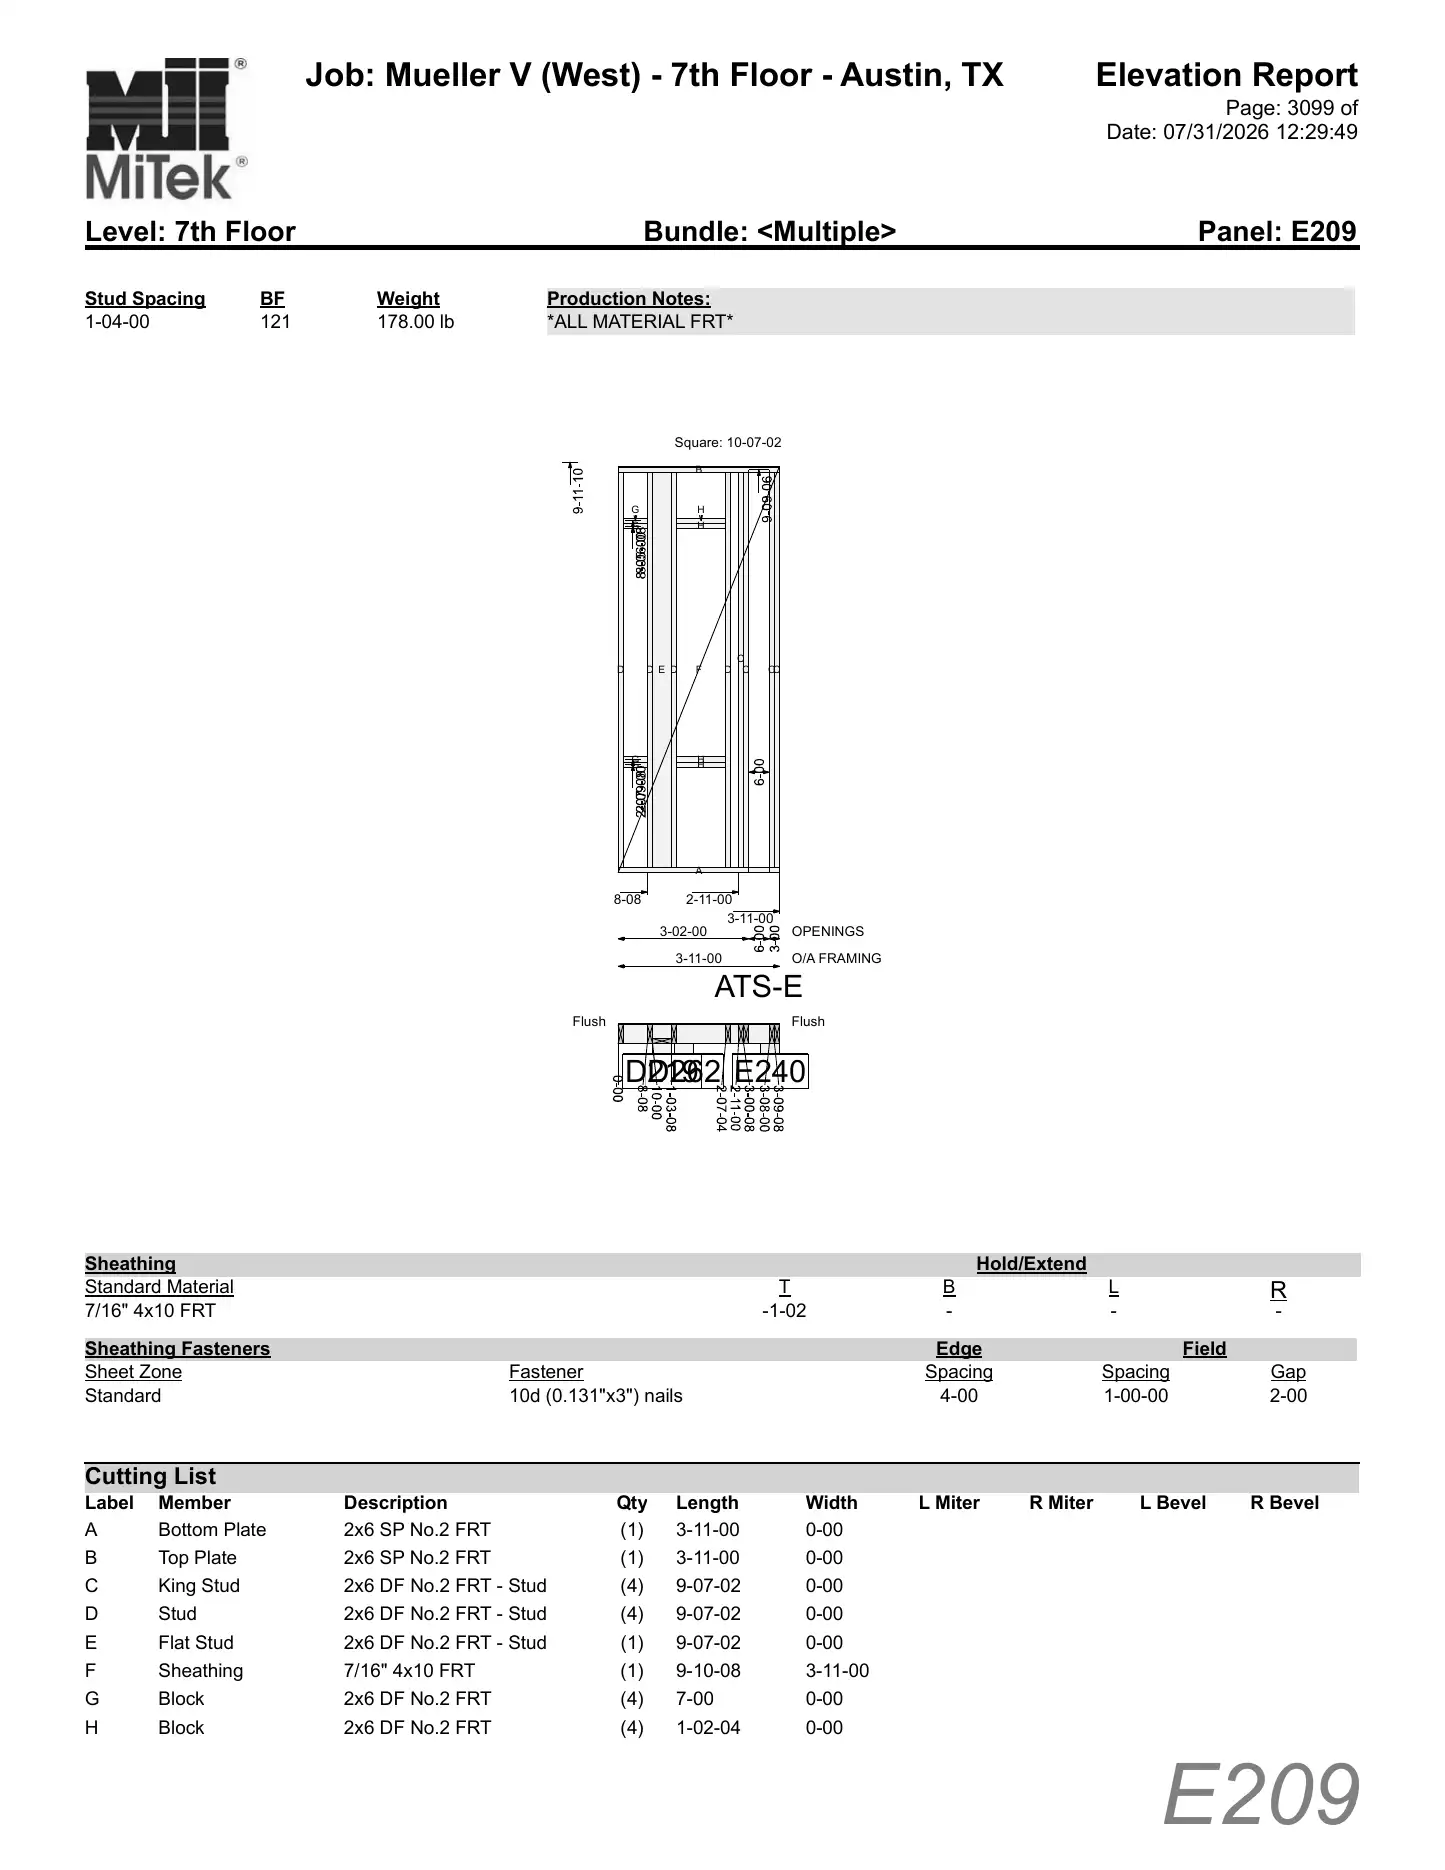 Job: Mueller V (West) - 7th Floor - Austin, TX
Elevation Report
Page: 3099 of
Date: 07/31/2026 12:29:49
MiTek®
Level: 7th Floor Bundle: <Multiple> Panel: E209
Stud Spacing BF Weight Production Notes:
1-04-00 121 178.00 lb *ALL MATERIAL FRT*
Square: 10-07-02
B
9-11-10
9-09-06
G H
H
C
D C E D F D C C D
H
6-00
A
8-08 2-11-00
3-11-00
3-02-00 6-00 3-00 OPENINGS
3-11-00 O/A FRAMING
ATS-E
Flush Flush
E240
0-00 8-08 10-00 1-03-08 2-07-04 2-11-00 3-00-08 3-08-00 3-09-08
Sheathing Hold/Extend
Standard Material T B L R
7/16" 4x10 FRT -1-02 - - -
Sheathing Fasteners Edge Field
Sheet Zone Fastener Spacing Spacing Gap
Standard 10d (0.131"x3") nails 4-00 1-00-00 2-00
Cutting List
Label Member Description Qty Length Width L Miter R Miter L Bevel R Bevel
A Bottom Plate 2x6 SP No.2 FRT (1) 3-11-00 0-00
B Top Plate 2x6 SP No.2 FRT (1) 3-11-00 0-00
C King Stud 2x6 DF No.2 FRT - Stud (4) 9-07-02 0-00
D Stud 2x6 DF No.2 FRT - Stud (4) 9-07-02 0-00
E Flat Stud 2x6 DF No.2 FRT - Stud (1) 9-07-02 0-00
F Sheathing 7/16" 4x10 FRT (1) 9-10-08 3-11-00
G Block 2x6 DF No.2 FRT (4) 7-00 0-00
H Block 2x6 DF No.2 FRT (4) 1-02-04 0-00
E209